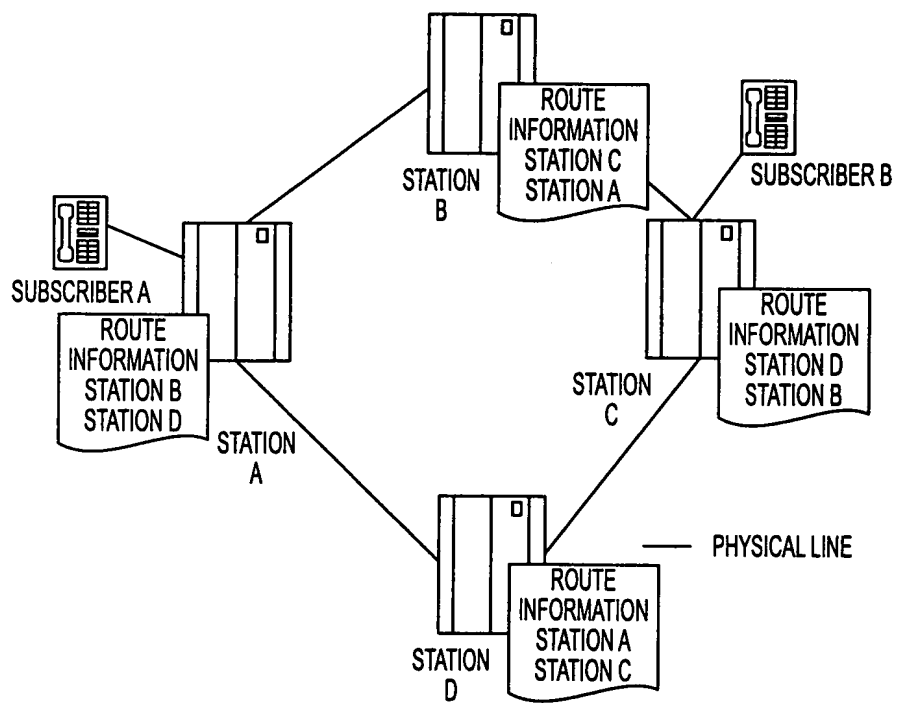 ROUTE
INFORMATION
STATION C
STATION A
STATION
B
SUBSCRIBER B
SUBSCRIBER A
ROUTE
INFORMATION
STATION B
STATION D
STATION
A
ROUTE
INFORMATION
STATION D
STATION B
STATION
C
PHYSICAL LINE
ROUTE
INFORMATION
STATION A
STATION C
STATION
D